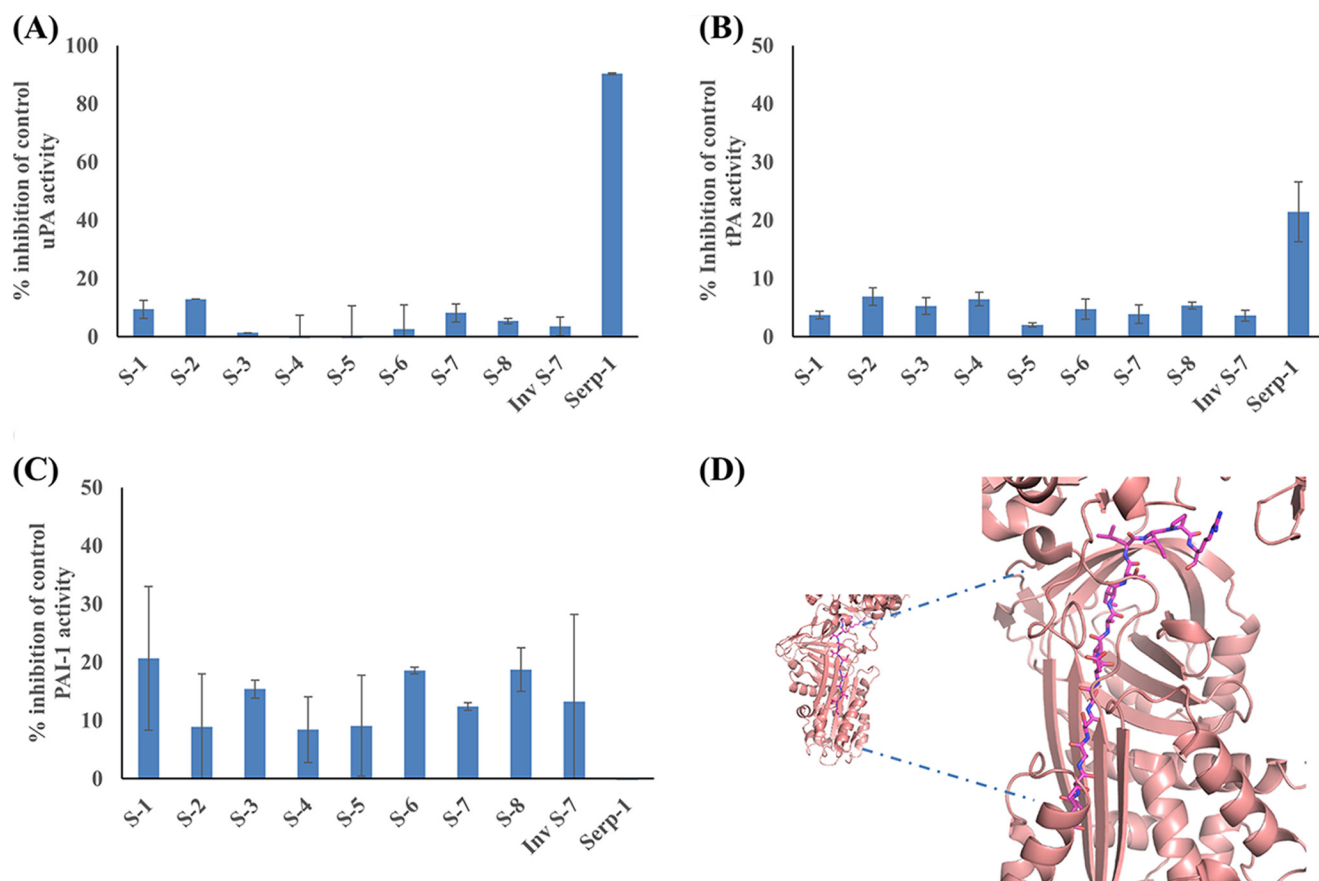 (A)
% inhibition of control
uPA activity
100
80
60
40
20
0
S-1
S-2
S-3
S-4
S-5
S-6
S-7
S-8
Inv S-7
Serp-1
(B)
% Inhibition of control
tPA activity
50
40
30
20
10
0
S-1
S-2
S-3
S-4
S-5
S-6
S-7
S-8
Inv S-7
Serp-1
(C)
% inhibition of control
PAI-1 activity
50
40
30
20
10
0
S-1
S-2
S-3
S-4
S-5
S-6
S-7
S-8
Inv S-7
Serp-1
(D)